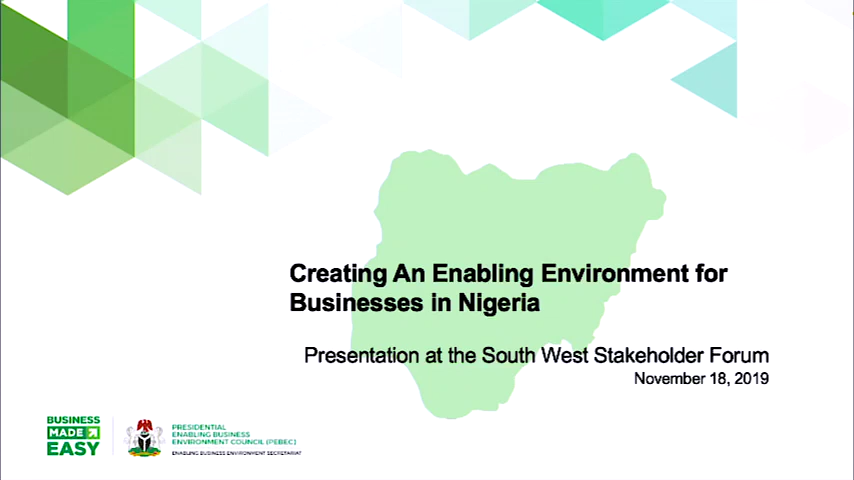 Creating An Enabling Environment for
Businesses in Nigeria
Presentation at the South West Stakeholder Forum
November 18, 2019
BUSINESS
MADE
EASY
PRESIDENTIAL
ENABLING BUSINESS
ENVIRONMENT COUNCIL (PEBEC)
ENABLING BUSINESS ENVIRONMENT SECRETARIAT